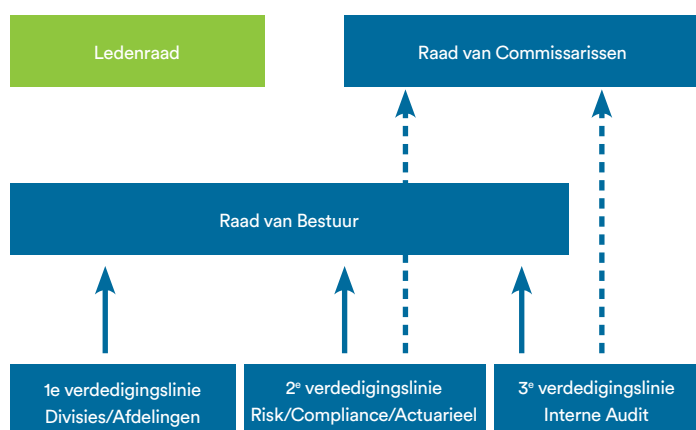 Ledenraad
Raad van Commissarissen
Raad van Bestuur
1e verdedigingslinie
Divisies/Afdelingen
2ᵉ verdedigingslinie
Risk/Compliance/Actuarieel
3ᵉ verdedigingslinie
Interne Audit